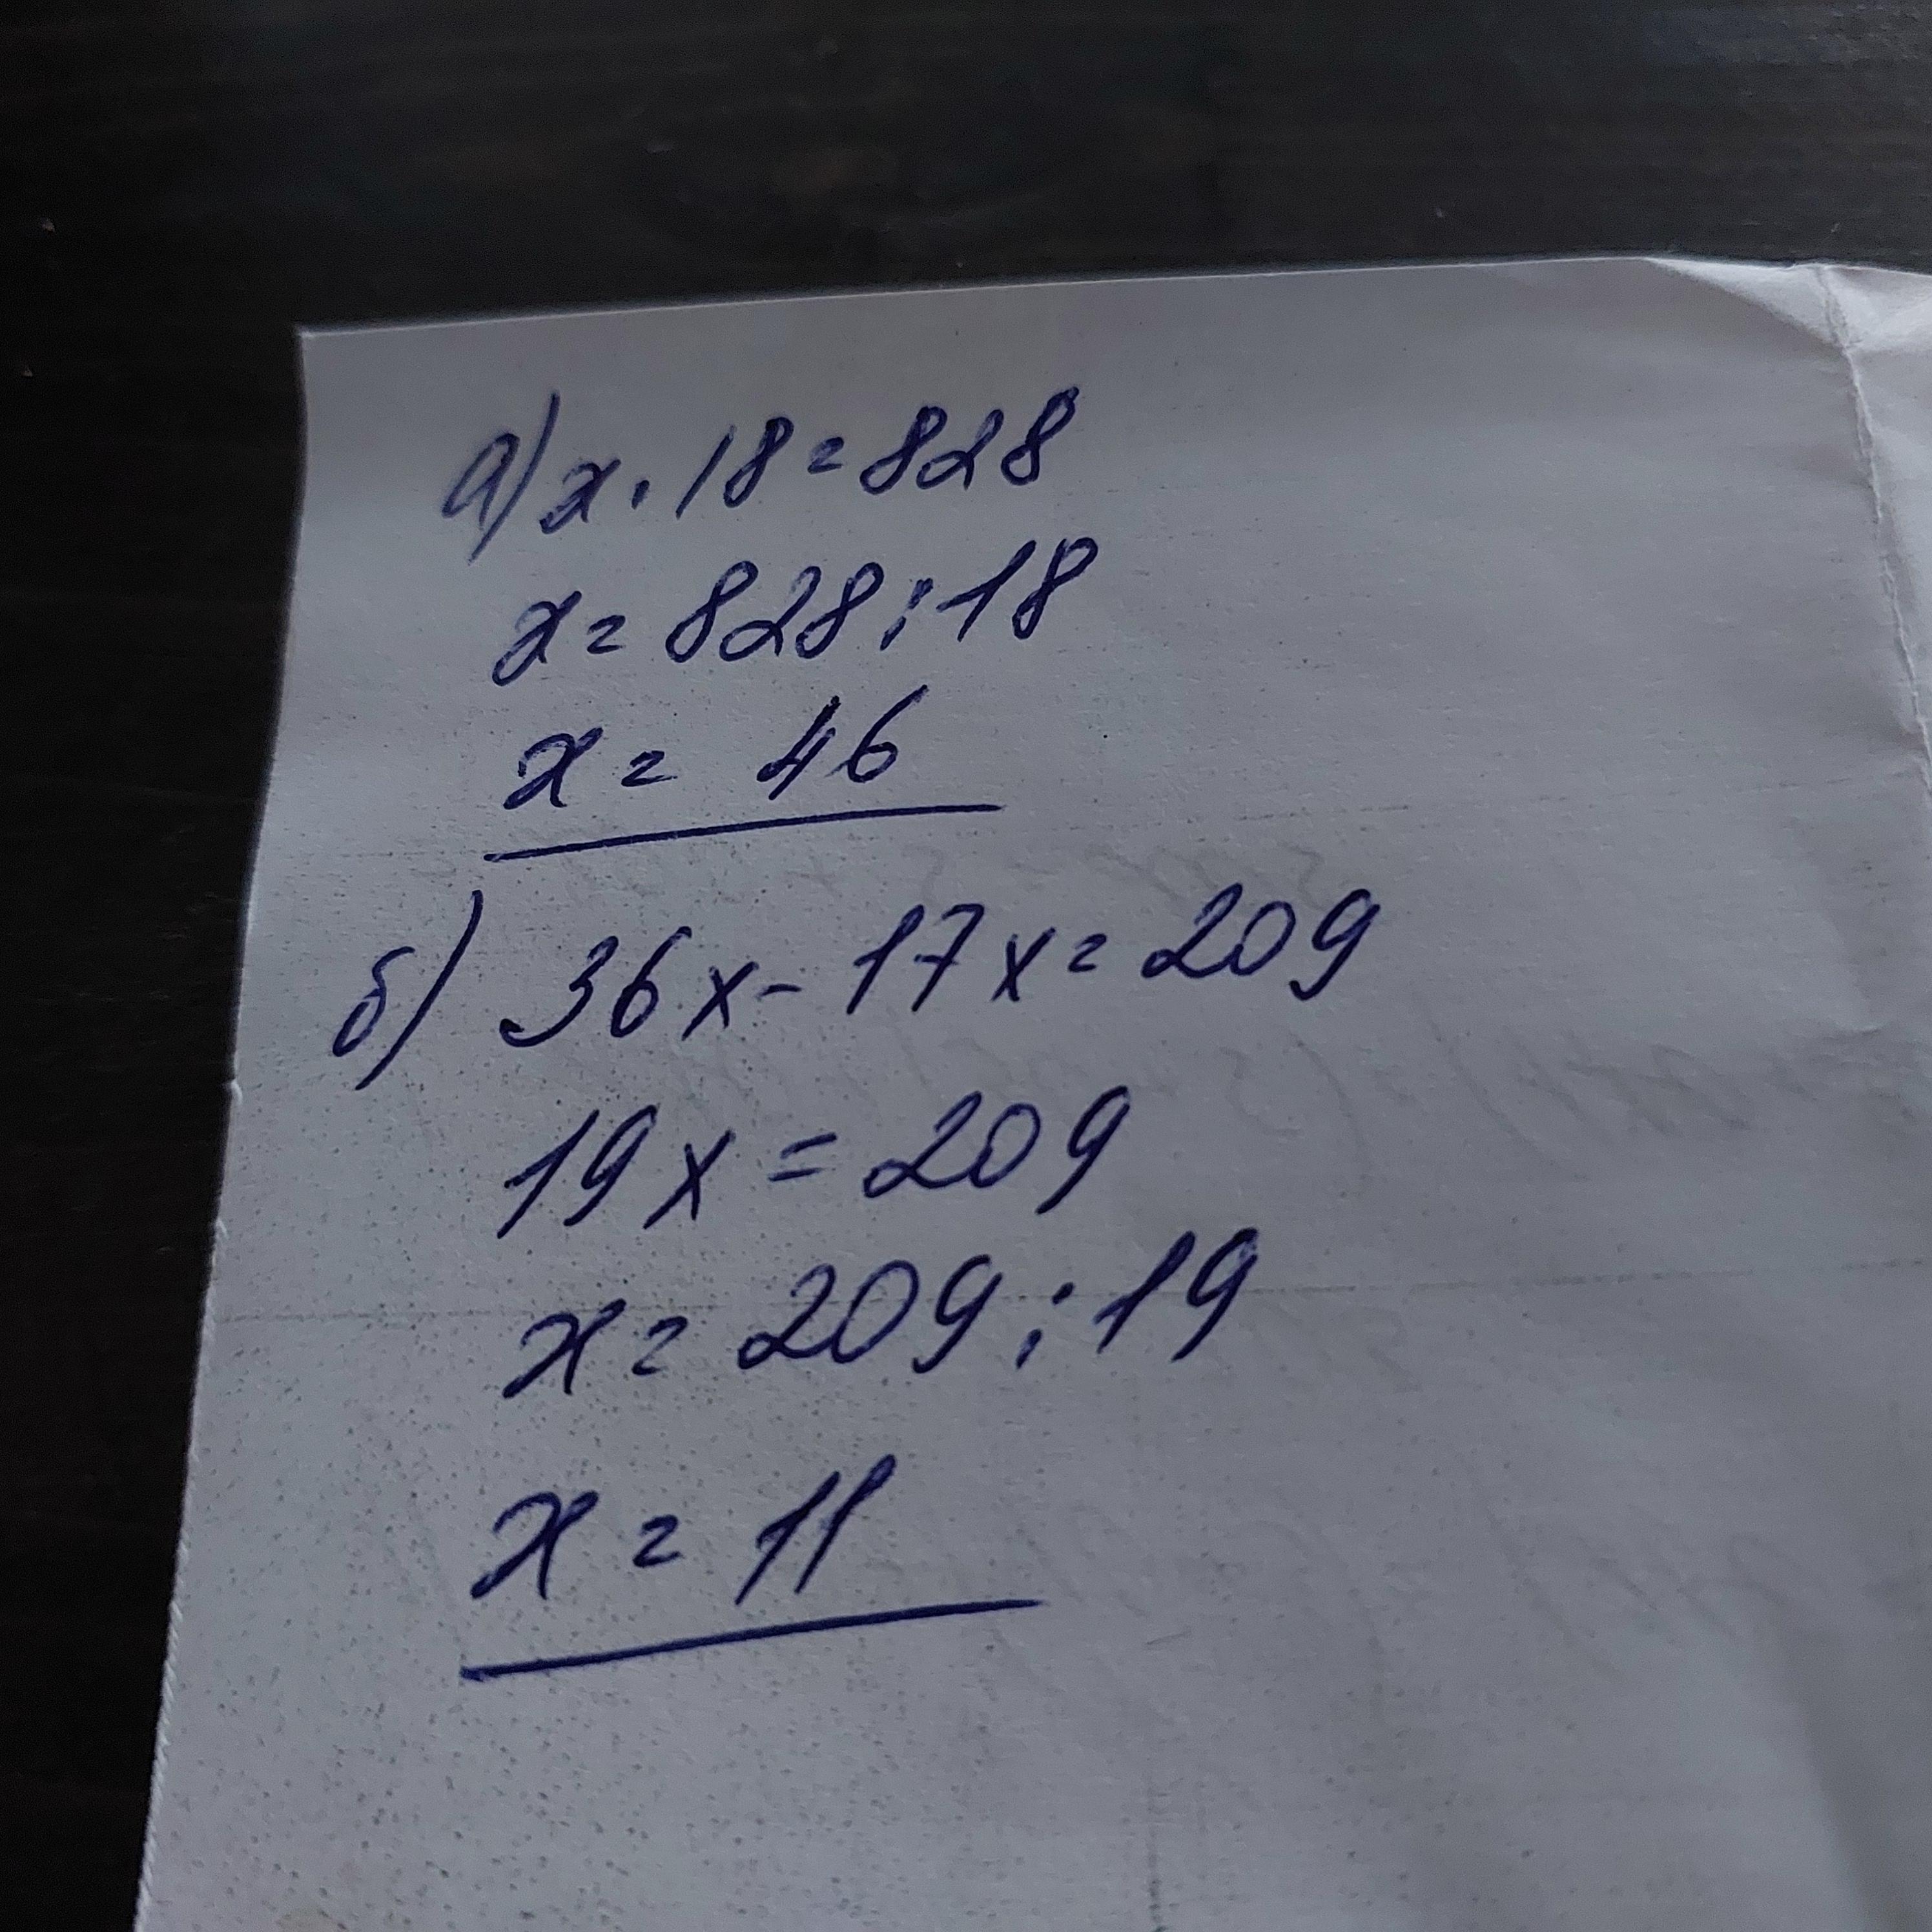 а) x · 18 = 828
x = 828 : 18
x = 46
б) 36x - 17x = 209
19x = 209
x = 209 : 19
x = 11